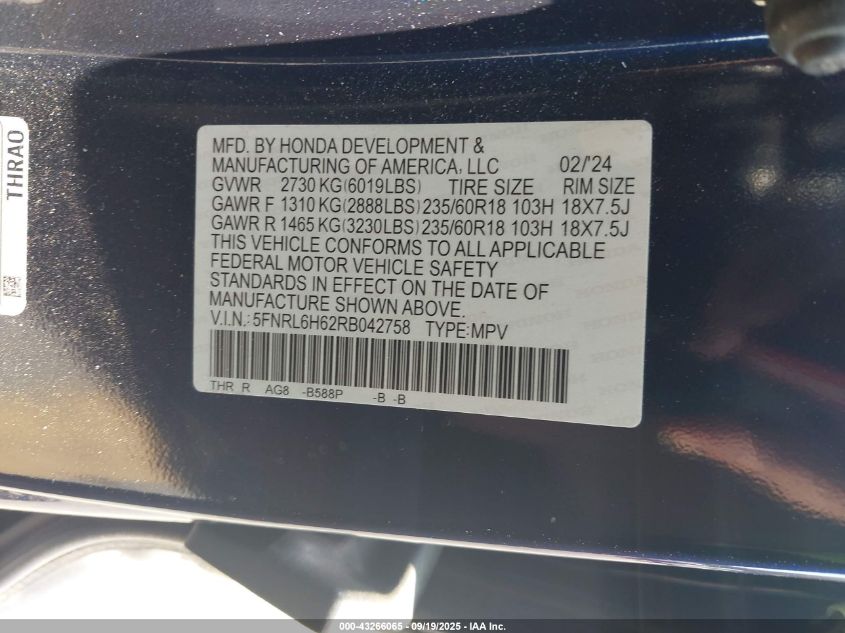 THRA0
MFD. BY HONDA DEVELOPMENT &
MANUFACTURING OF AMERICA, LLC 02/'24
GVWR 2730 KG(6019LBS) TIRE SIZE RIM SIZE
GAWR F 1310 KG(2888LBS) 235/60R18 103H 18X7.5J
GAWR R 1465 KG(3230LBS) 235/60R18 103H 18X7.5J
THIS VEHICLE CONFORMS TO ALL APPLICABLE
FEDERAL MOTOR VEHICLE SAFETY
STANDARDS IN EFFECT ON THE DATE OF
MANUFACTURE SHOWN ABOVE.
V.I.N.: 5FNRL6H62RB042758 TYPE:MPV
THR R AG8 -B588P -B -B
000-43266065 - 09/19/2025 - IAA Inc.